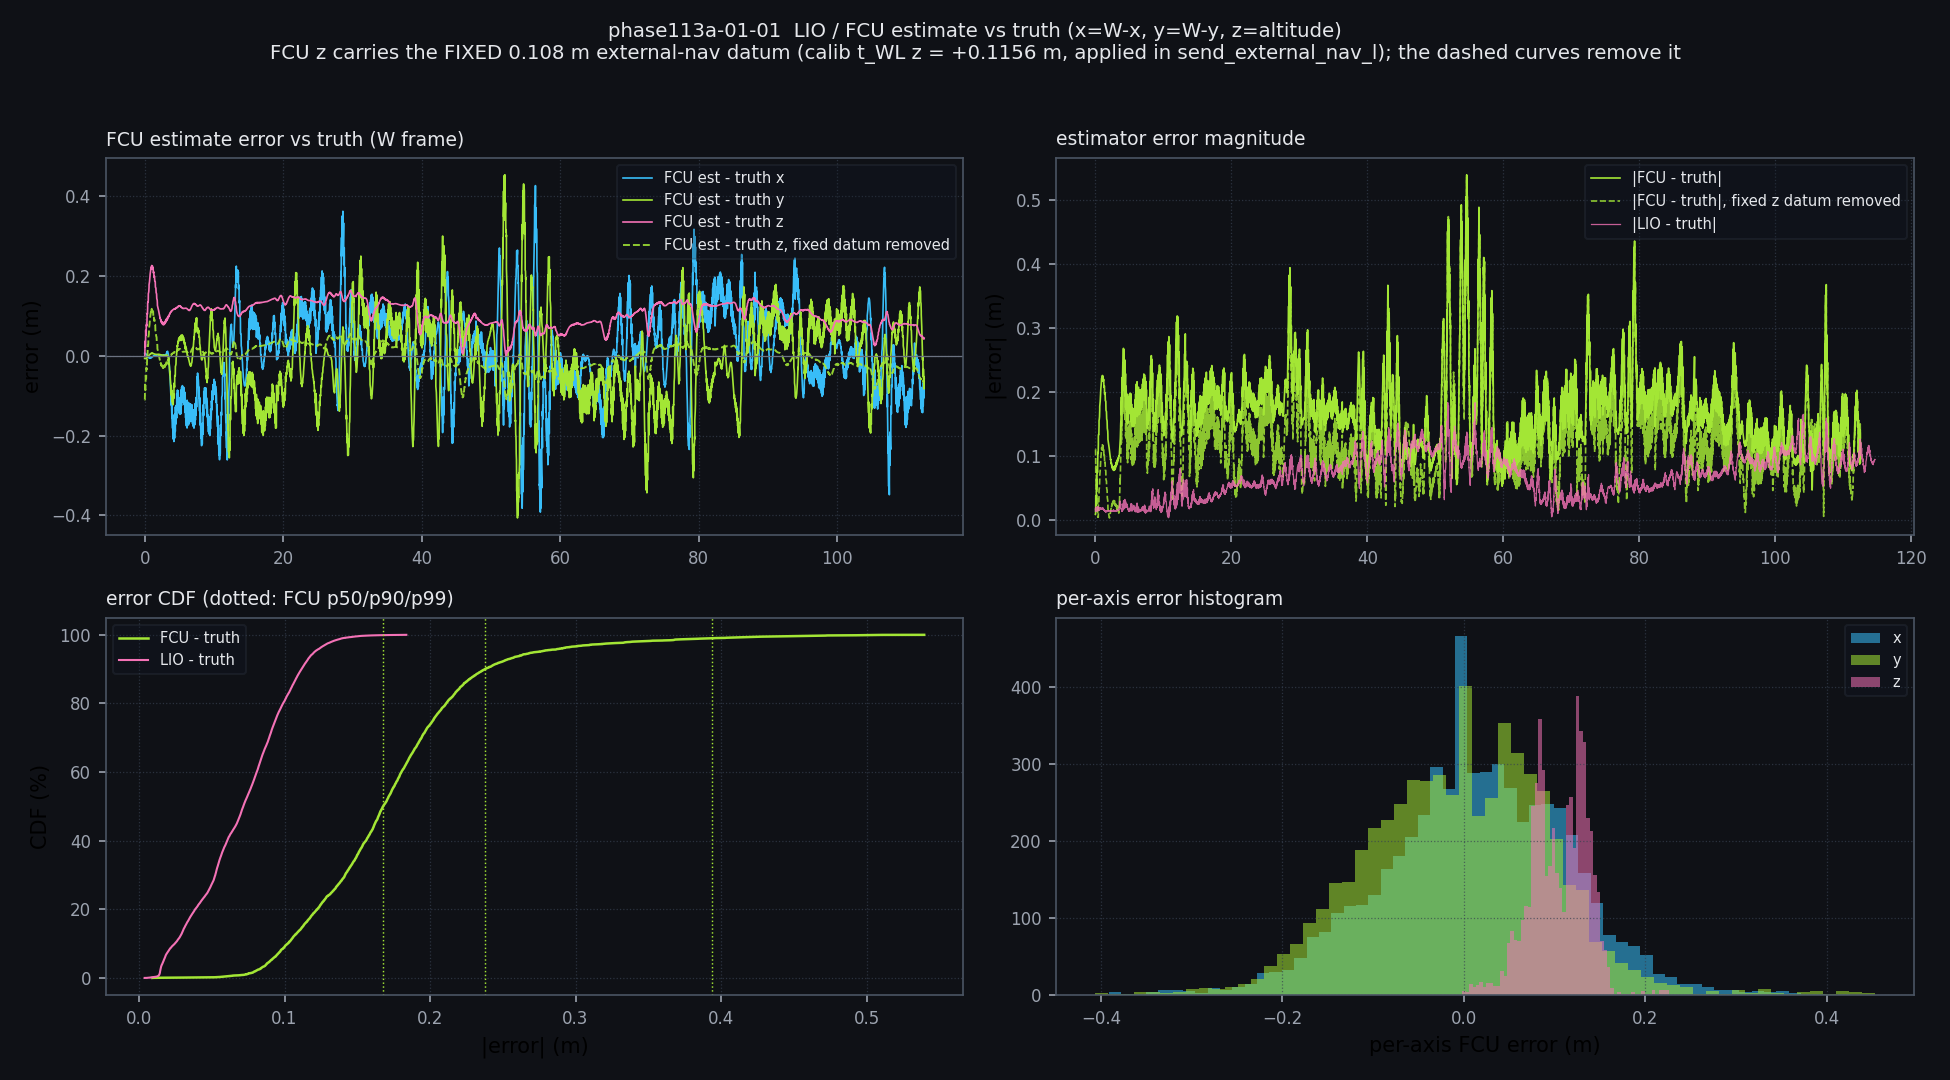 phase113a-01-01  LIO / FCU estimate vs truth (x=W-x, y=W-y, z=altitude)
FCU z carries the FIXED 0.108 m external-nav datum (calib t_WL z = +0.1156 m, applied in send_external_nav_l); the dashed curves remove it
FCU estimate error vs truth (W frame)
error (m)
0.4
0.2
0.0
−0.2
−0.4
0
20
40
60
80
100
FCU est - truth x
FCU est - truth y
FCU est - truth z
FCU est - truth z, fixed datum removed
estimator error magnitude
|error| (m)
0.5
0.4
0.3
0.2
0.1
0.0
0
20
40
60
80
100
120
|FCU - truth|
|FCU - truth|, fixed z datum removed
|LIO - truth|
error CDF (dotted: FCU p50/p90/p99)
CDF (%)
100
80
60
40
20
0
0.0
0.1
0.2
0.3
0.4
0.5
|error| (m)
FCU - truth
LIO - truth
per-axis error histogram
400
300
200
100
0
−0.4
−0.2
0.0
0.2
0.4
per-axis FCU error (m)
x
y
z